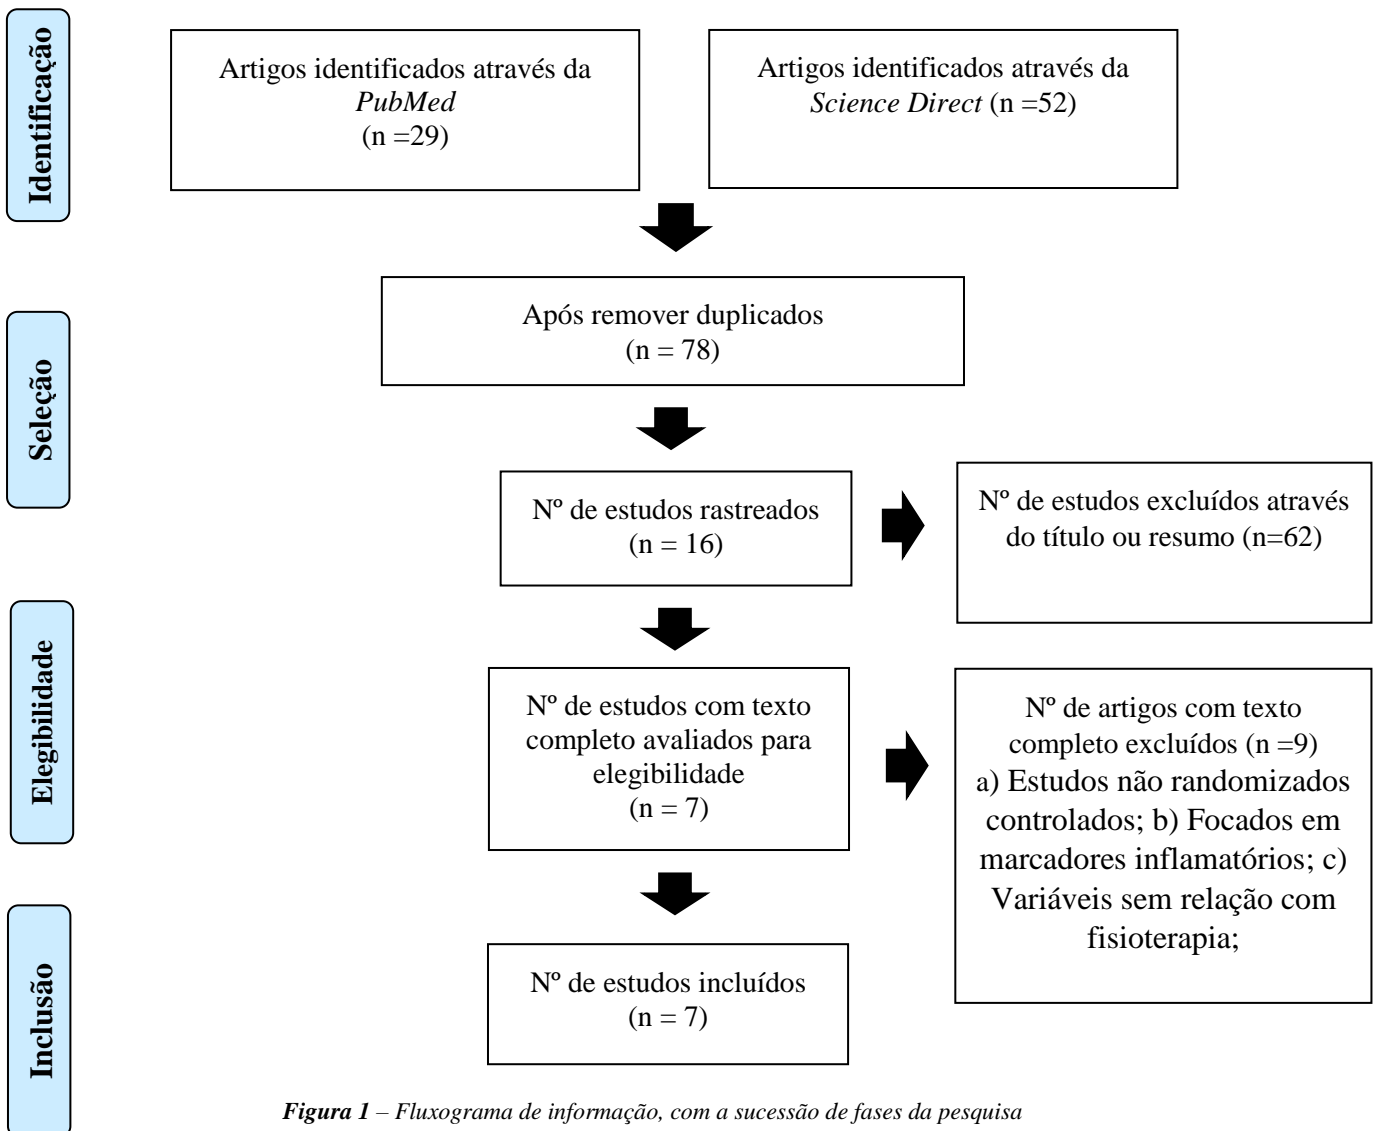 Identificação
Artigos identificados através da
PubMed
(n =29)
Artigos identificados através da
Science Direct (n =52)
Seleção
Após remover duplicados
(n = 78)
Nº de estudos rastreados
(n = 16)
Nº de estudos excluídos através
do título ou resumo (n=62)
Elegibilidade
Nº de estudos com texto
completo avaliados para
elegibilidade
(n = 7)
Nº de artigos com texto
completo excluídos (n =9)
a) Estudos não randomizados
controlados; b) Focados em
marcadores inflamatórios; c)
Variáveis sem relação com
fisioterapia;
Inclusão
Nº de estudos incluídos
(n = 7)
Figura 1 – Fluxograma de informação, com a sucessão de fases da pesquisa